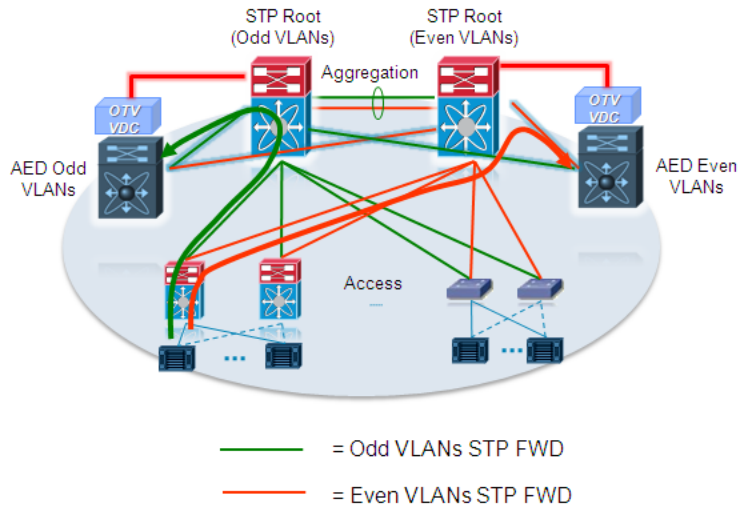 STP Root
(Odd VLANs)
STP Root
(Even VLANs)
Aggregation
OTV
VDC
OTV
VDC
AED Odd
VLANs
AED Even
VLANs
Access
...
...
= Odd VLANs STP FWD
= Even VLANs STP FWD